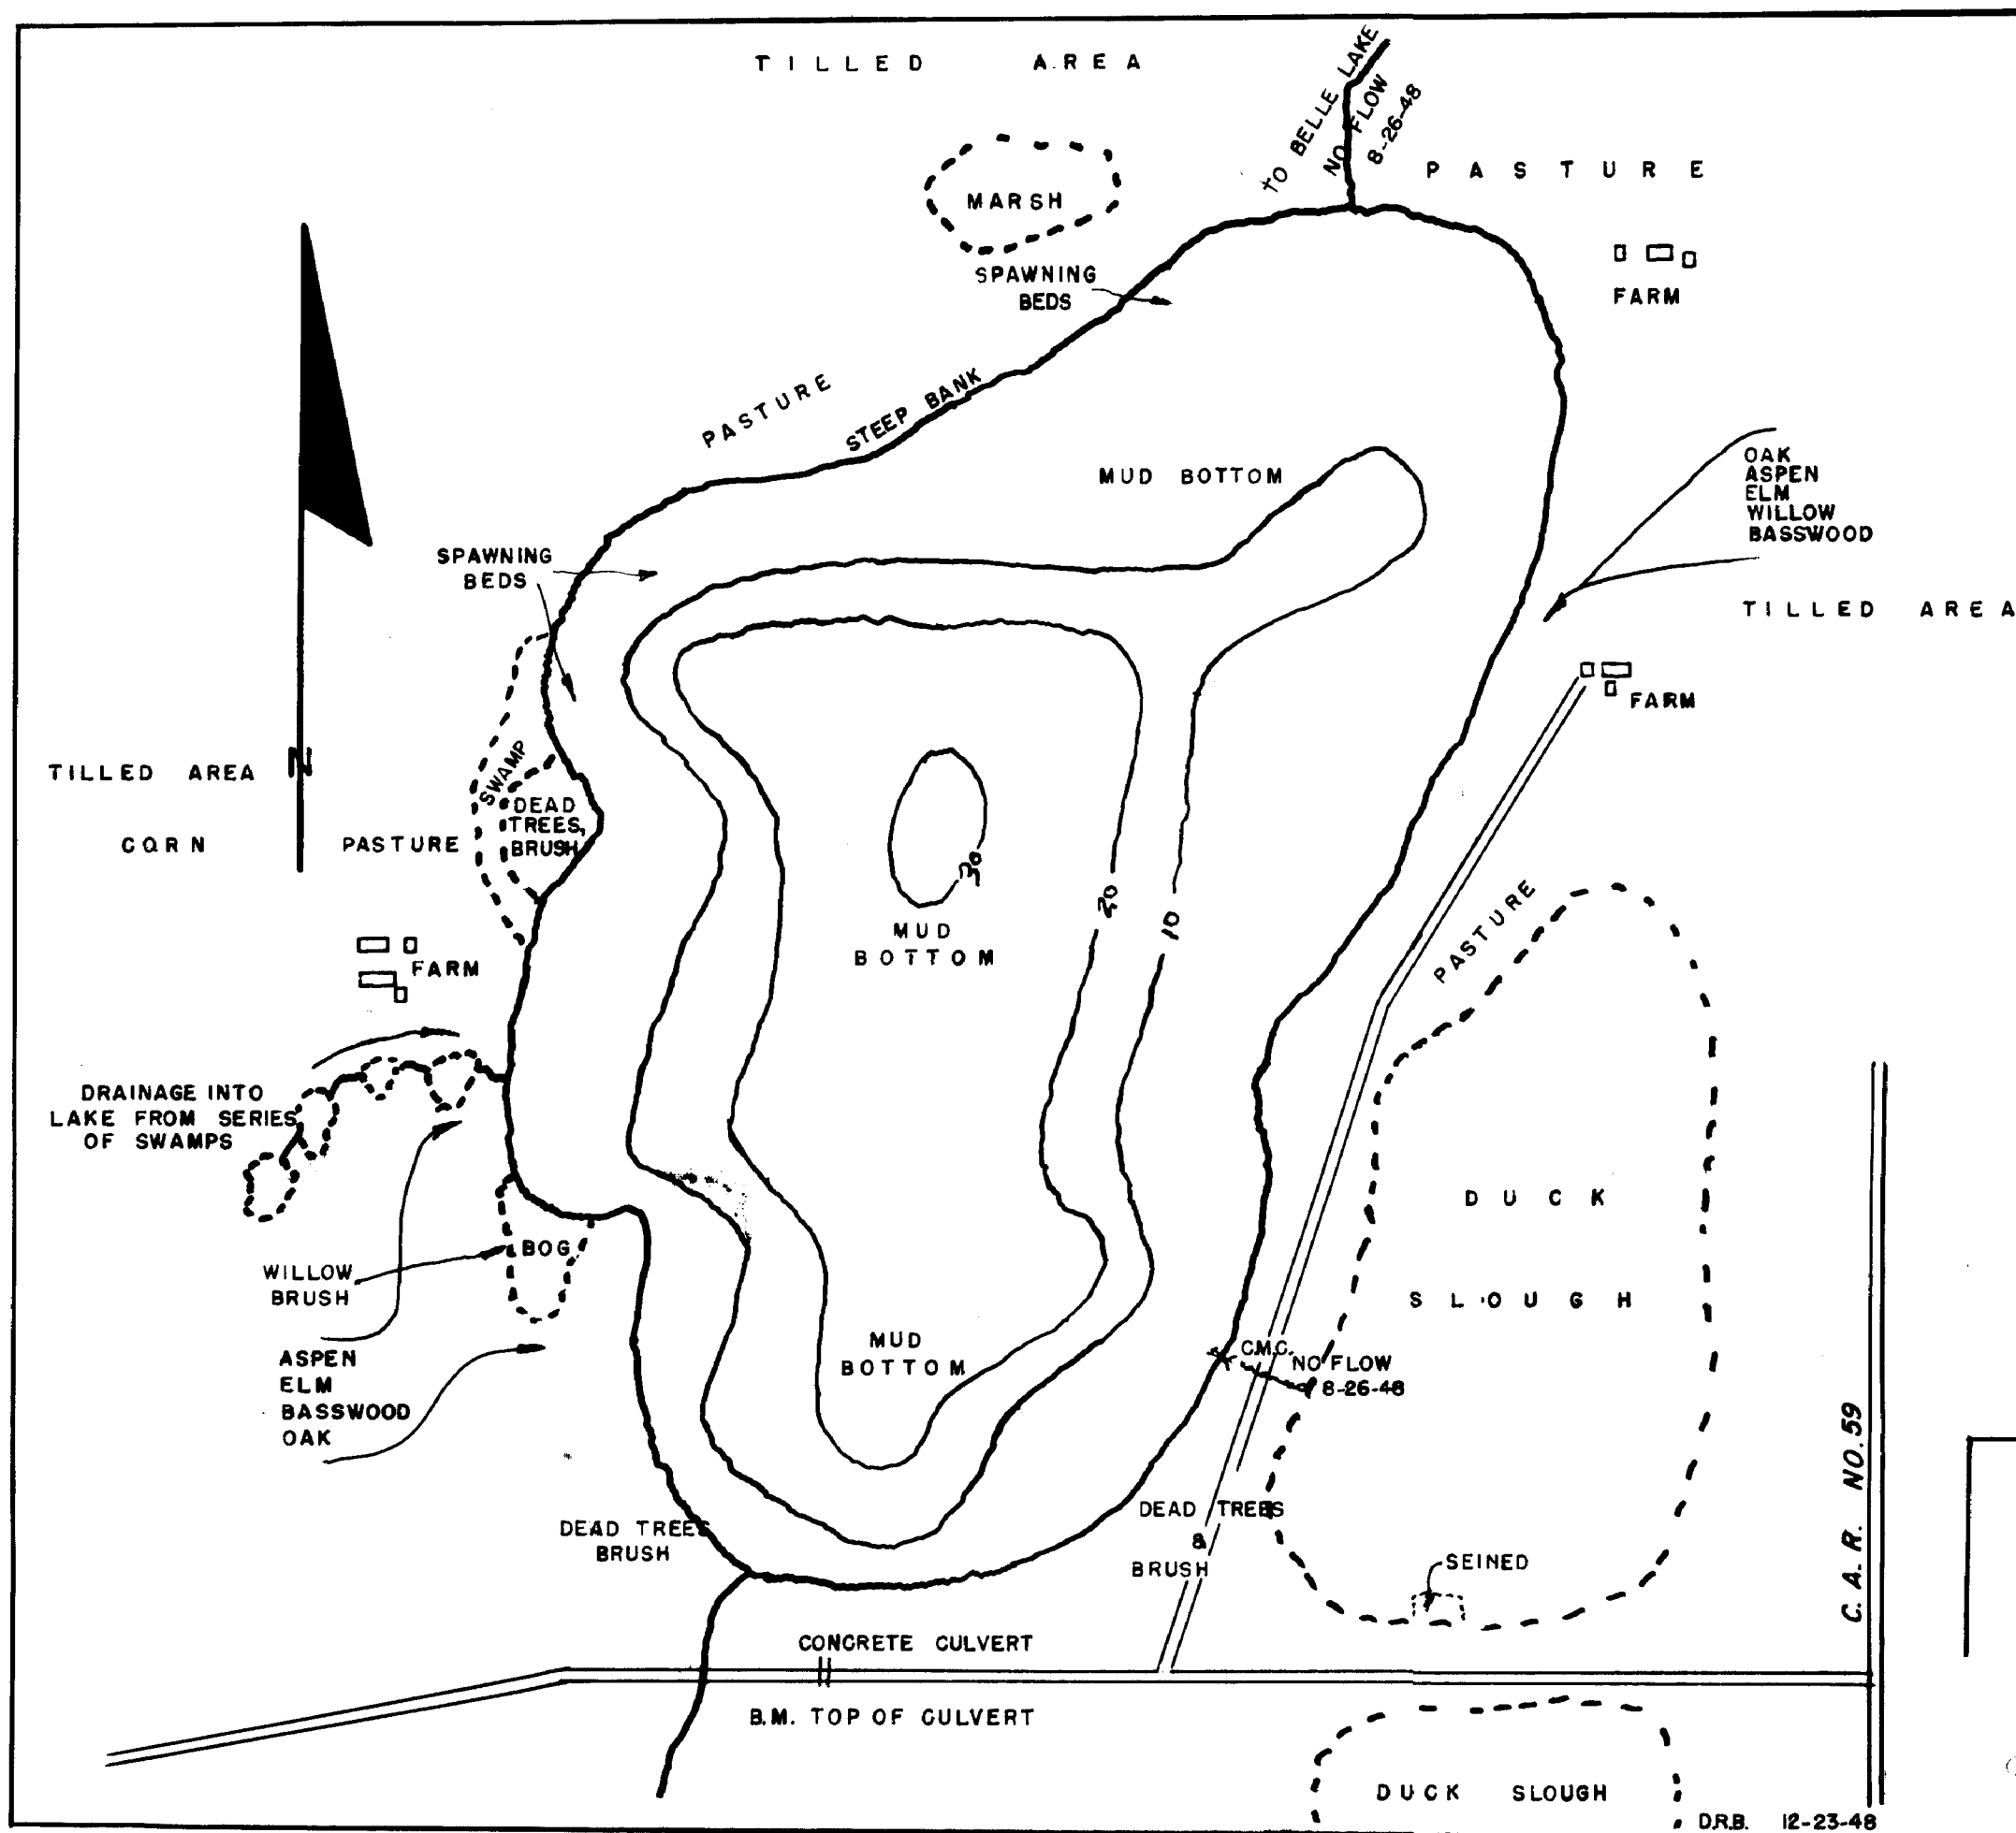 TILLED AREA
TO BELLE LAKE
NO FLOW
8-26-48
PASTURE
MARSH
SPAWNING
BEDS
FARM
PASTURE
STEEP BANK
MUD BOTTOM
OAK
ASPEN
ELM
WILLOW
BASSWOOD
SPAWNING
BEDS
TILLED AREA
FARM
SWAMP
TILLED AREA
N
DEAD
TREES,
BRUSH
CORN
PASTURE
30
20
10
MUD
BOTTOM
PASTURE
FARM
DRAINAGE INTO
LAKE FROM SERIES
OF SWAMPS
DUCK
SLOUGH
BOG
WILLOW
BRUSH
MUD
BOTTOM
C.M.C.
NO FLOW
8-26-48
ASPEN
ELM
BASSWOOD
OAK
C. A. R. NO. 59
DEAD TREES
BRUSH
DEAD TREES
&
BRUSH
SEINED
CONCRETE CULVERT
B.M. TOP OF CULVERT
DUCK SLOUGH
D.R.B. 12-23-48